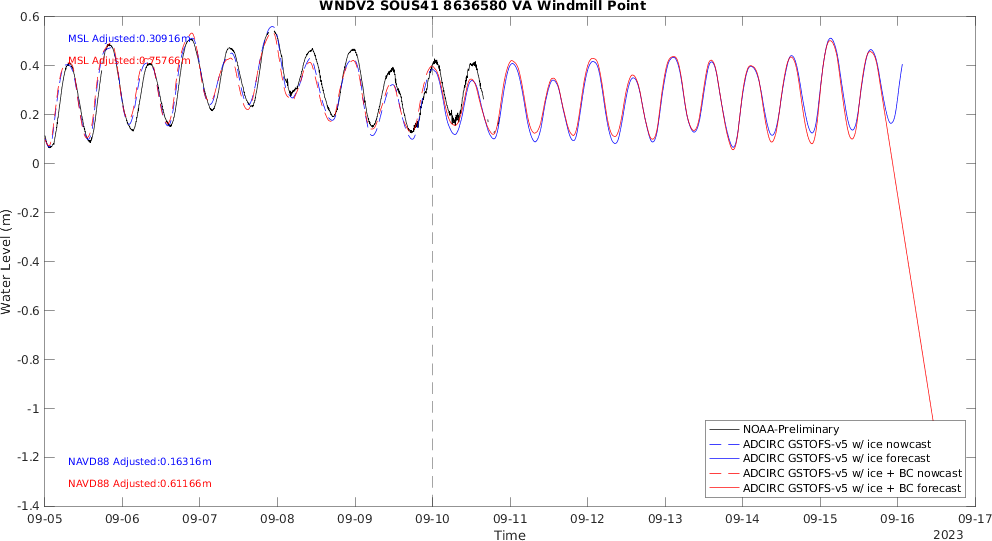 WNDV2 SOUS41 8636580 VA Windmill Point
0.6
0.4
0.2
0
-0.2
-0.4
-0.6
-0.8
-1
-1.2
-1.4
Water Level (m)
MSL Adjusted:0.30916m
MSL Adjusted:0.75766m
NAVD88 Adjusted:0.16316m
NAVD88 Adjusted:0.61166m
NOAA-Preliminary
ADCIRC GSTOFS-v5 w/ ice nowcast
ADCIRC GSTOFS-v5 w/ ice forecast
ADCIRC GSTOFS-v5 w/ ice + BC nowcast
ADCIRC GSTOFS-v5 w/ ice + BC forecast
09-05 09-06 09-07 09-08 09-09 09-10 09-11 09-12 09-13 09-14 09-15 09-16 09-17
Time
2023